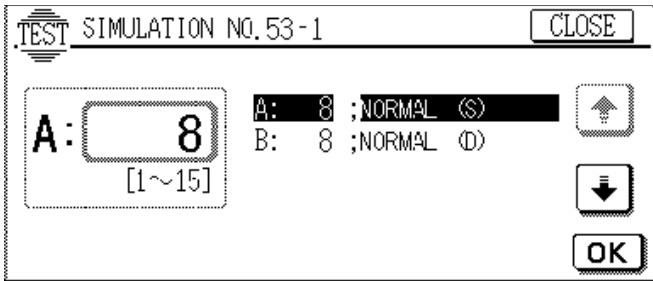 TEST SIMULATION NO. 53-1 CLOSE
A: 8
[1~15]
A: 8 ;NORMAL (S)
B: 8 ;NORMAL (D)
OK